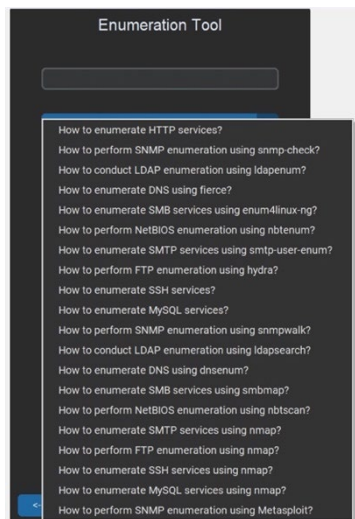 Enumeration Tool
How to enumerate HTTP services?
How to perform SNMP enumeration using snmp-check?
How to conduct LDAP enumeration using ldapenum?
How to enumerate DNS using fierce?
How to enumerate SMB services using enum4linux-ng?
How to perform NetBIOS enumeration using nbtenum?
How to enumerate SMTP services using smtp-user-enum?
How to perform FTP enumeration using hydra?
How to enumerate SSH services?
How to enumerate MySQL services?
How to perform SNMP enumeration using snmpwalk?
How to conduct LDAP enumeration using ldapsearch?
How to enumerate DNS using dnsenum?
How to enumerate SMB services using smbmap?
How to perform NetBIOS enumeration using nbtscan?
How to enumerate SMTP services using nmap?
How to perform FTP enumeration using nmap?
How to enumerate SSH services using nmap?
How to enumerate MySQL services using nmap?
<-
How to perform SNMP enumeration using Metasploit?